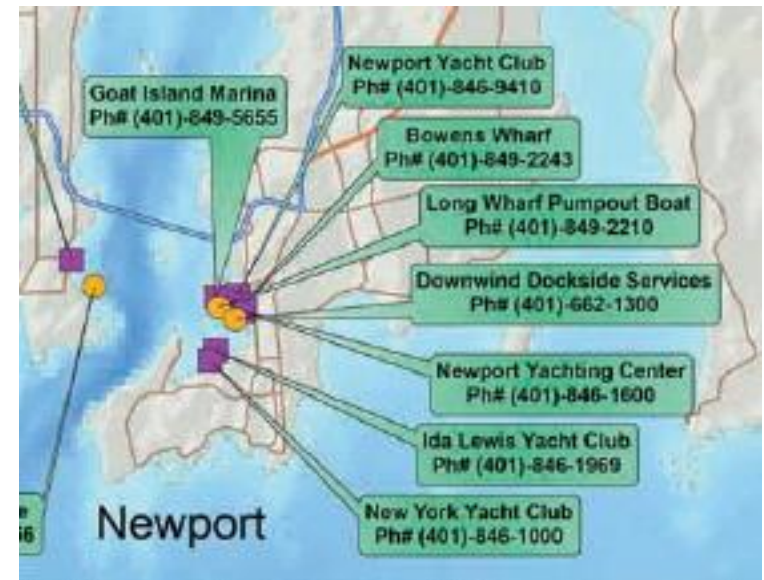 Newport Yacht Club
Ph# (401)-846-9410
Goat Island Marina
Ph# (401)-849-5655
Bowens Wharf
Ph# (401)-849-2243
Long Wharf Pumpout Boat
Ph# (401)-849-2210
Downwind Dockside Services
Ph# (401)-662-1300
Newport Yachting Center
Ph# (401)-846-1600
Ida Lewis Yacht Club
Ph# (401)-846-1969
New York Yacht Club
Ph# (401)-846-1000
Newport